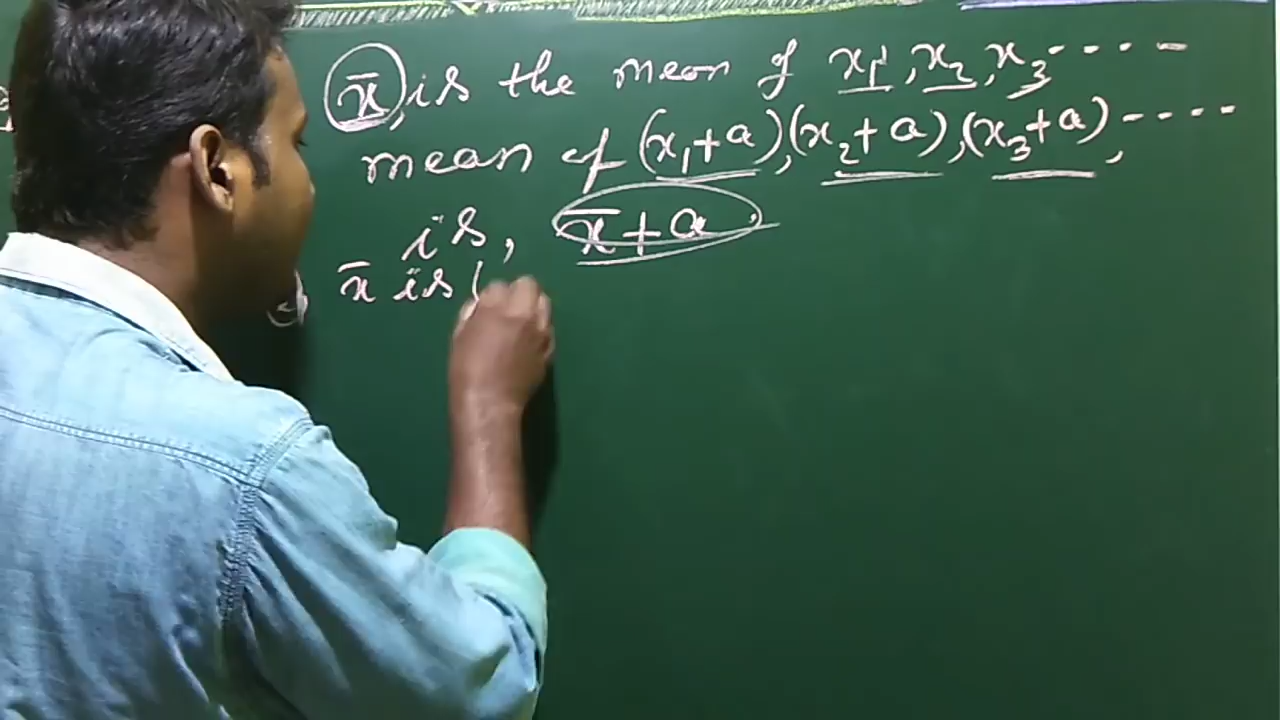 x̄, is the mean of x₁, x₂, x₃ - - - - -
mean of (x₁+a), (x₂+a), (x₃+a), - - - - -
is, x̄+a.
x̄ is (